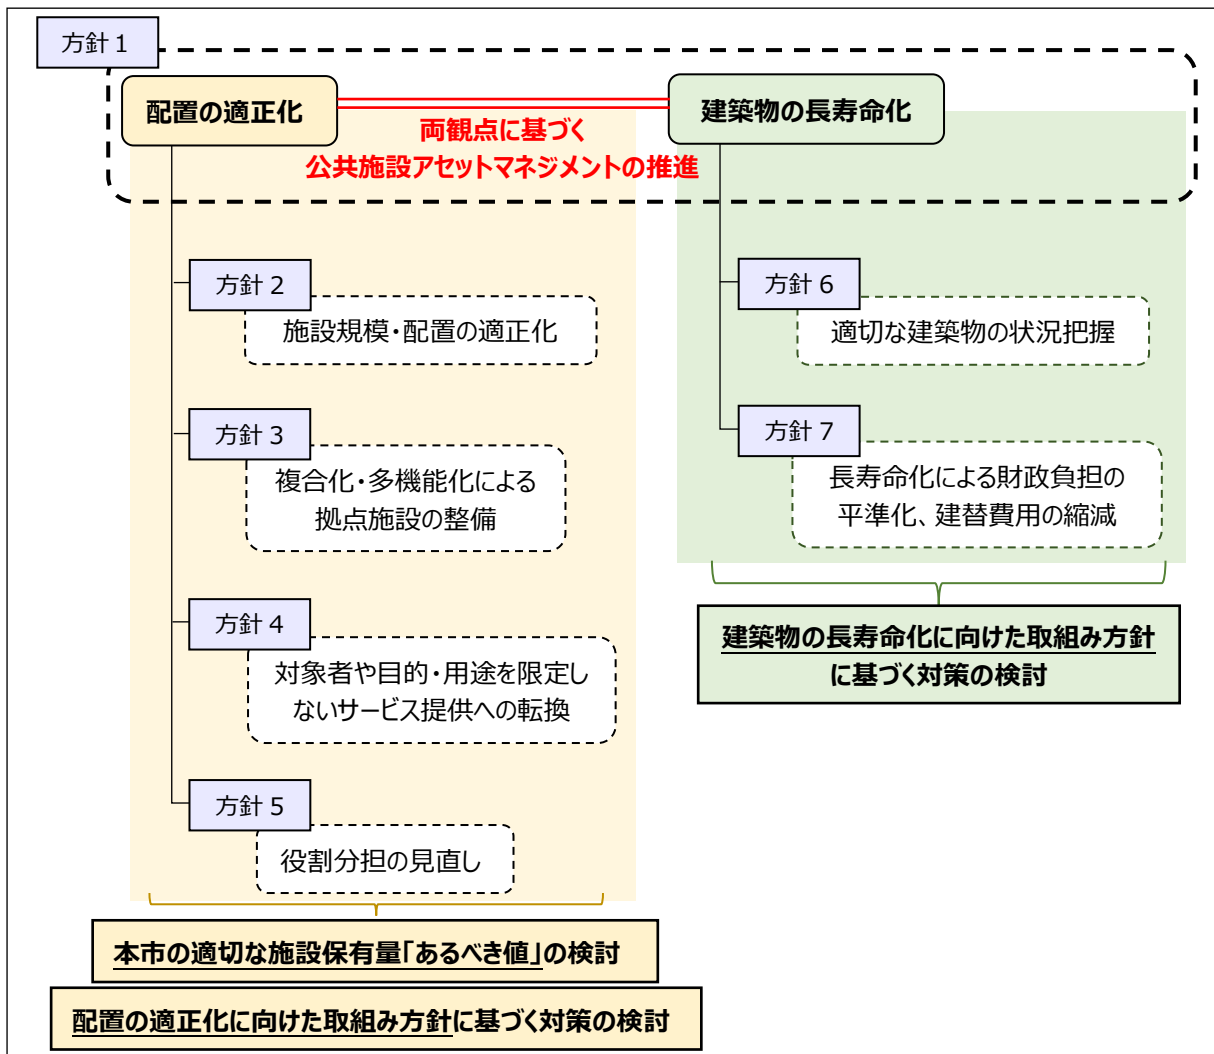 方針１
配置の適正化
建築物の長寿命化
両観点に基づく
公共施設アセットマネジメントの推進
方針２
施設規模・配置の適正化
方針３
複合化・多機能化による
拠点施設の整備
方針４
対象者や目的・用途を限定し
ないサービス提供への転換
方針５
役割分担の見直し
本市の適切な施設保有量「あるべき値」の検討
配置の適正化に向けた取組み方針に基づく対策の検討
方針６
適切な建築物の状況把握
方針７
長寿命化による財政負担の
平準化、建替費用の縮減
建築物の長寿命化に向けた取組み方針
に基づく対策の検討